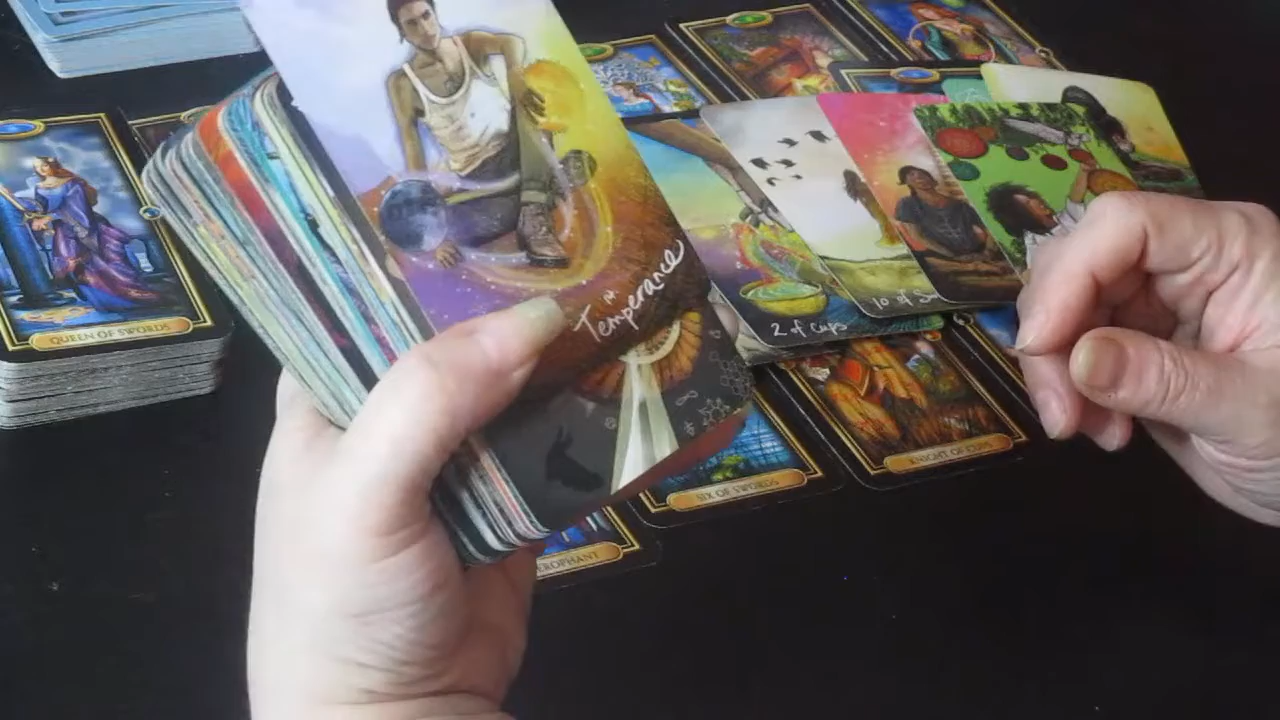 QUEEN OF SWORDS
Temperance
2 of Cups
10 of
SIX OF SWORDS
KNIGHT OF CUPS
EROPHANT